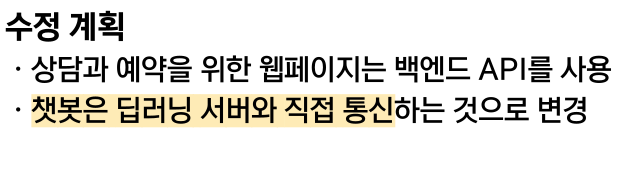 수정 계획
· 상담과 예약을 위한 웹페이지는 백엔드 API를 사용
· 챗봇은 딥러닝 서버와 직접 통신하는 것으로 변경